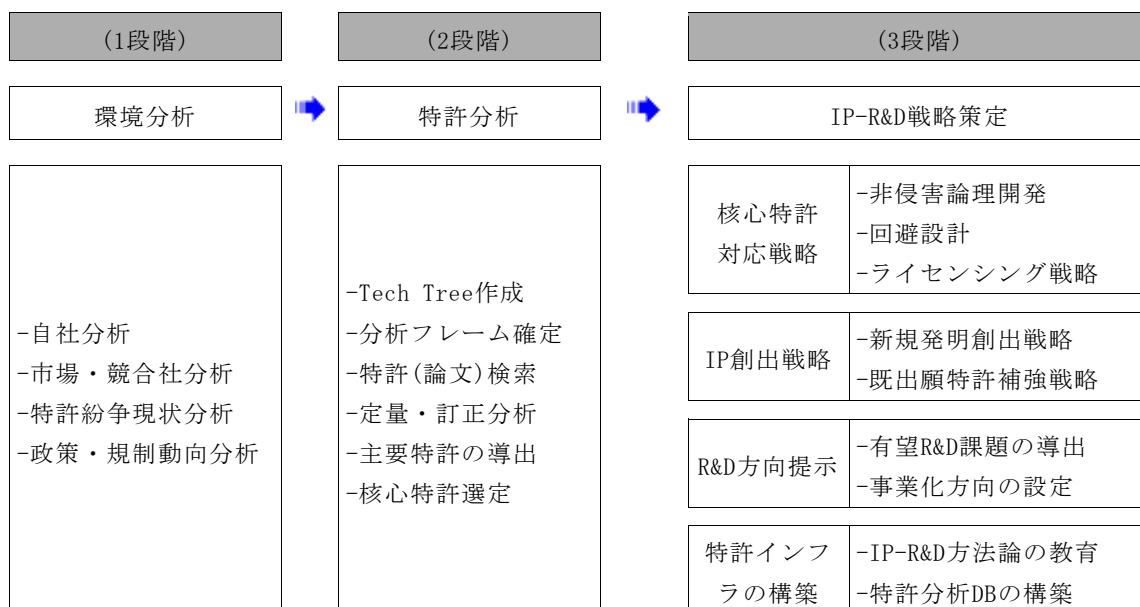 (1段階)
(2段階)
(3段階)
環境分析
特許分析
IP-R&D戦略策定
-自社分析
-市場・競合社分析
-特許紛争現状分析
-政策・規制動向分析
-Tech Tree作成
-分析フレーム確定
-特許(論文)検索
-定量・訂正分析
-主要特許の導出
-核心特許選定
核心特許
対応戦略
-非侵害論理開発
-回避設計
-ライセンシング戦略
IP創出戦略
-新規発明創出戦略
-既出願特許補強戦略
R&D方向提示
-有望R&D課題の導出
-事業化方向の設定
特許インフ
ラの構築
-IP-R&D方法論の教育
-特許分析DBの構築